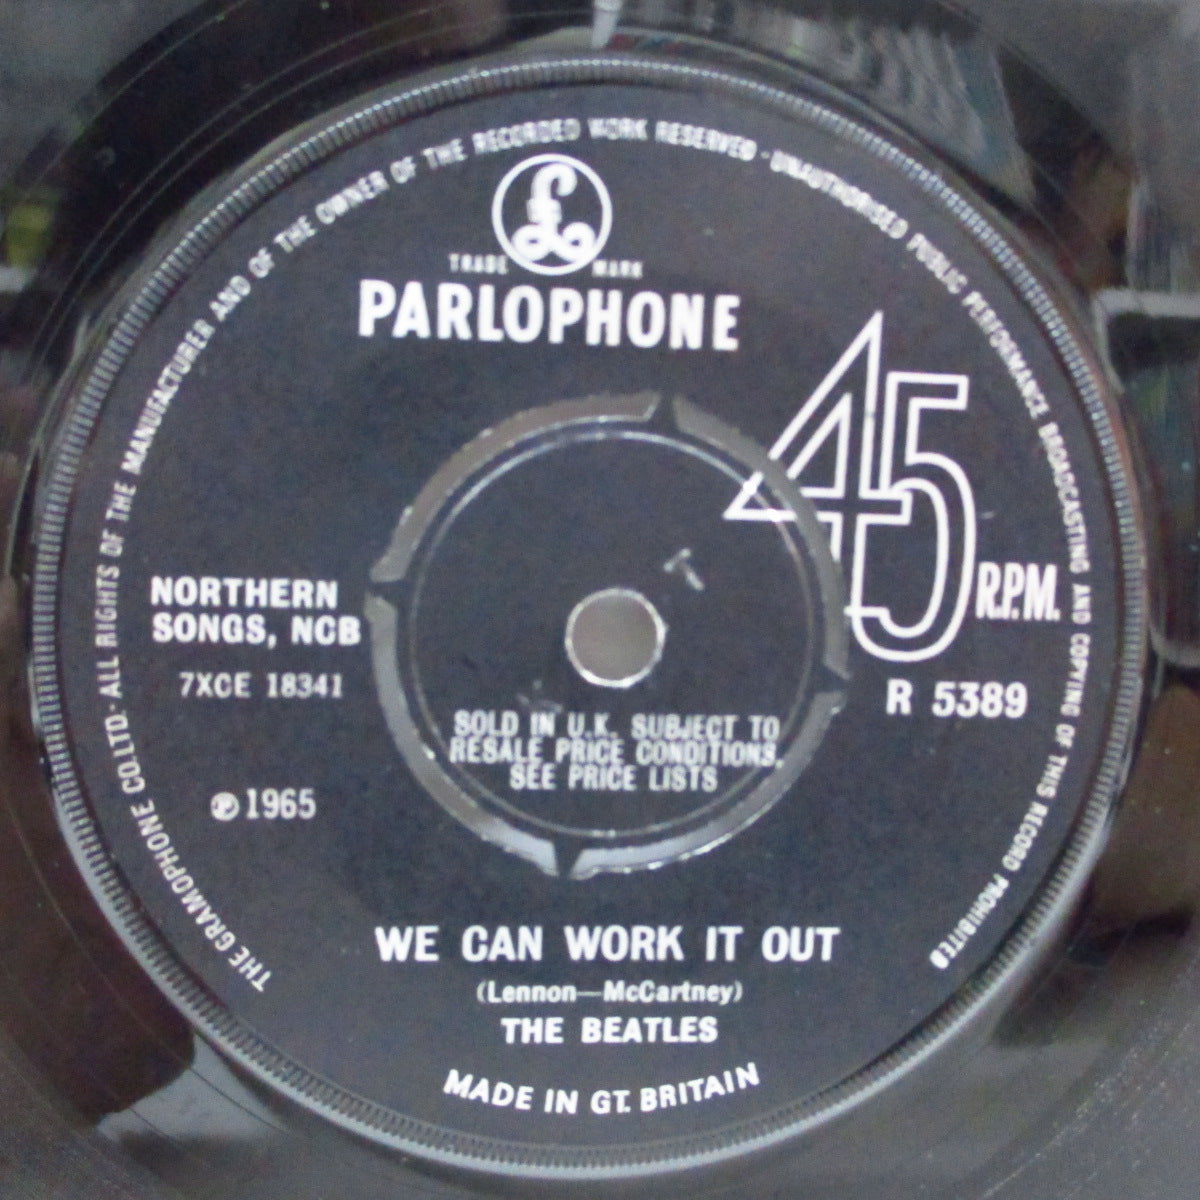 THE GRAMOPHONE CO. LTD. · ALL RIGHTS OF THE MANUFACTURER AND OF THE OWNER OF THE RECORDED WORK RESERVED · UNAUTHORISED PUBLIC PERFORMANCE BROADCASTING AND COPYING OF THIS RECORD PROHIBITED
£
TRADE MARK
PARLOPHONE
45 R.P.M.
NORTHERN
SONGS, NCB
7XCE 18341
R 5389
SOLD IN U.K. SUBJECT TO
RESALE PRICE CONDITIONS,
SEE PRICE LISTS
℗ 1965
WE CAN WORK IT OUT
(Lennon—McCartney)
THE BEATLES
MADE IN GT. BRITAIN